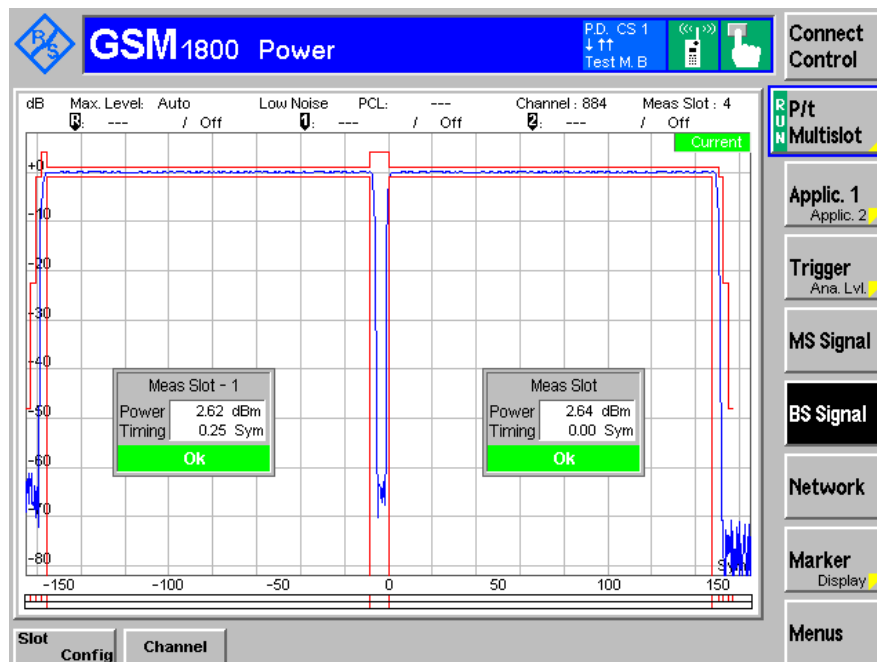 R&S
GSM 1800 Power
P.D. CS 1
↓ ↑↑
Test M. B
Connect
Control
dB Max. Level: Auto Low Noise PCL: --- Channel : 884 Meas Slot : 4
R: --- / Off 1: --- / Off 2: --- / Off
Current
RUN
P/t
Multislot
Applic. 1
Applic. 2
Trigger
Ana. Lvl.
MS Signal
BS Signal
Network
Marker
Display
Menus
+0
-10
-20
-30
-40
-50
-60
-70
-80
Meas Slot - 1
Power 2.62 dBm
Timing 0.25 Sym
Ok
Meas Slot
Power 2.64 dBm
Timing 0.00 Sym
Ok
Sym
-150 -100 -50 0 50 100 150
Slot
Config
Channel